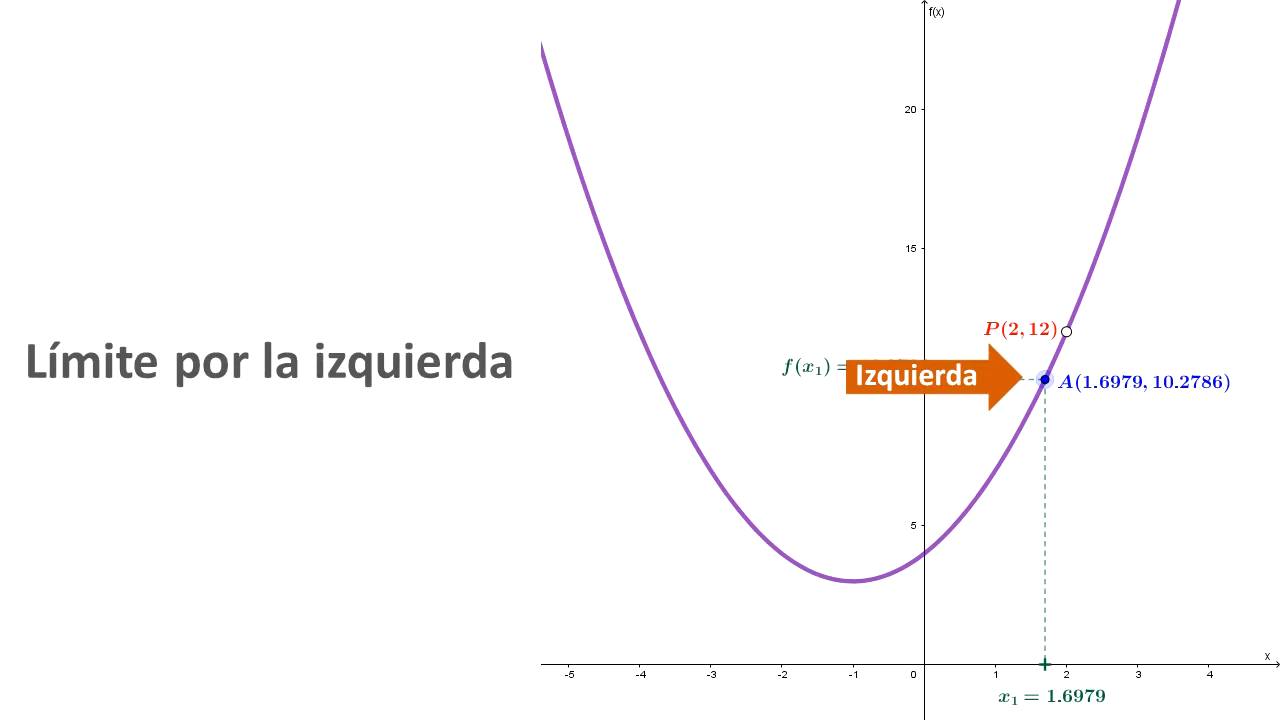 f(x)
20
15
P(2, 12)
Límite por la izquierda
f(x₁) =
Izquierda
A(1.6979, 10.2786)
5
x
-5 -4 -3 -2 -1 0 1 2 3 4
x₁ = 1.6979